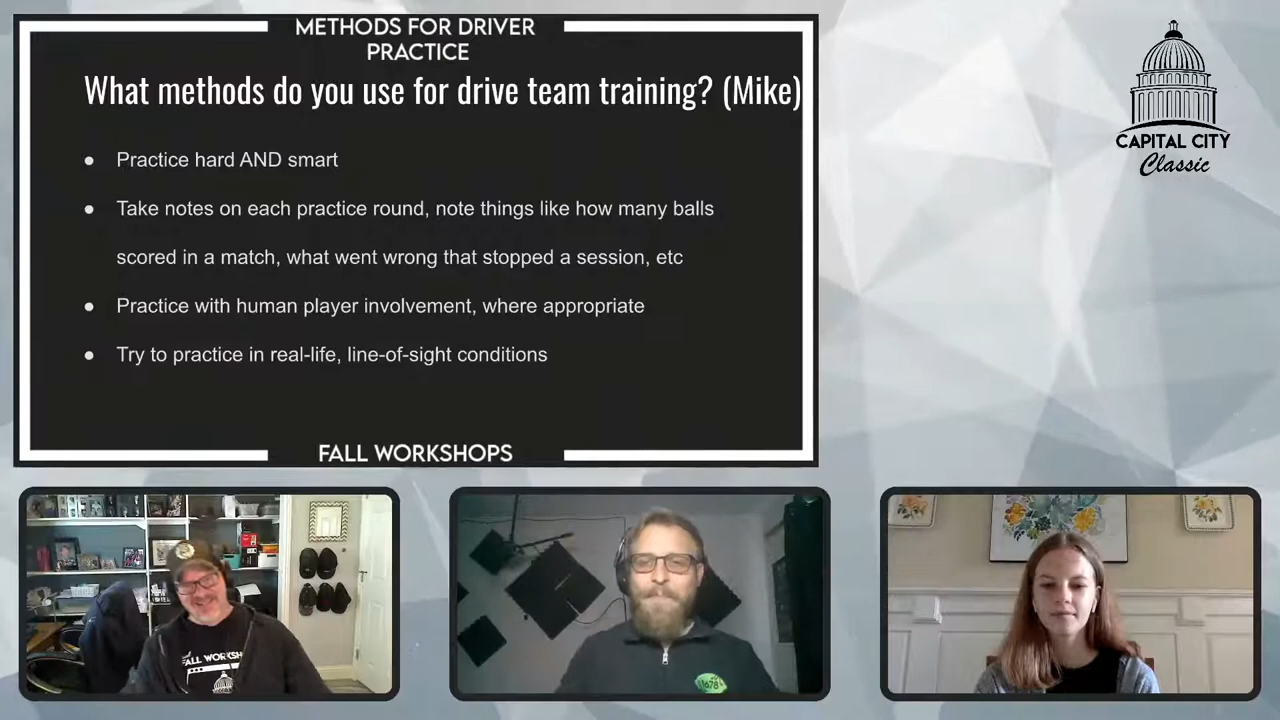 METHODS FOR DRIVER
PRACTICE
What methods do you use for drive team training? (Mike)
● Practice hard AND smart
● Take notes on each practice round, note things like how many balls
scored in a match, what went wrong that stopped a session, etc
● Practice with human player involvement, where appropriate
● Try to practice in real-life, line-of-sight conditions
FALL WORKSHOPS
CAPITAL CITY
Classic
FALL WORKSH
1678